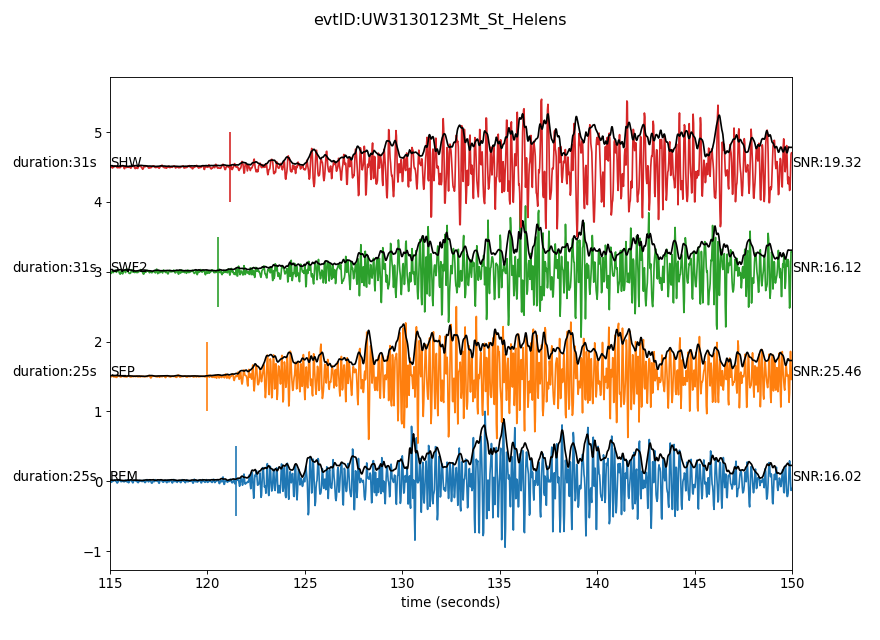 evtID:UW3130123Mt_St_Helens
5
duration:31s SHW SNR:19.32
4
duration:31s SWF2 SNR:16.12
3
2
duration:25s SEP SNR:25.46
1
duration:25s REM SNR:16.02
0
−1
115 120 125 130 135 140 145 150
time (seconds)